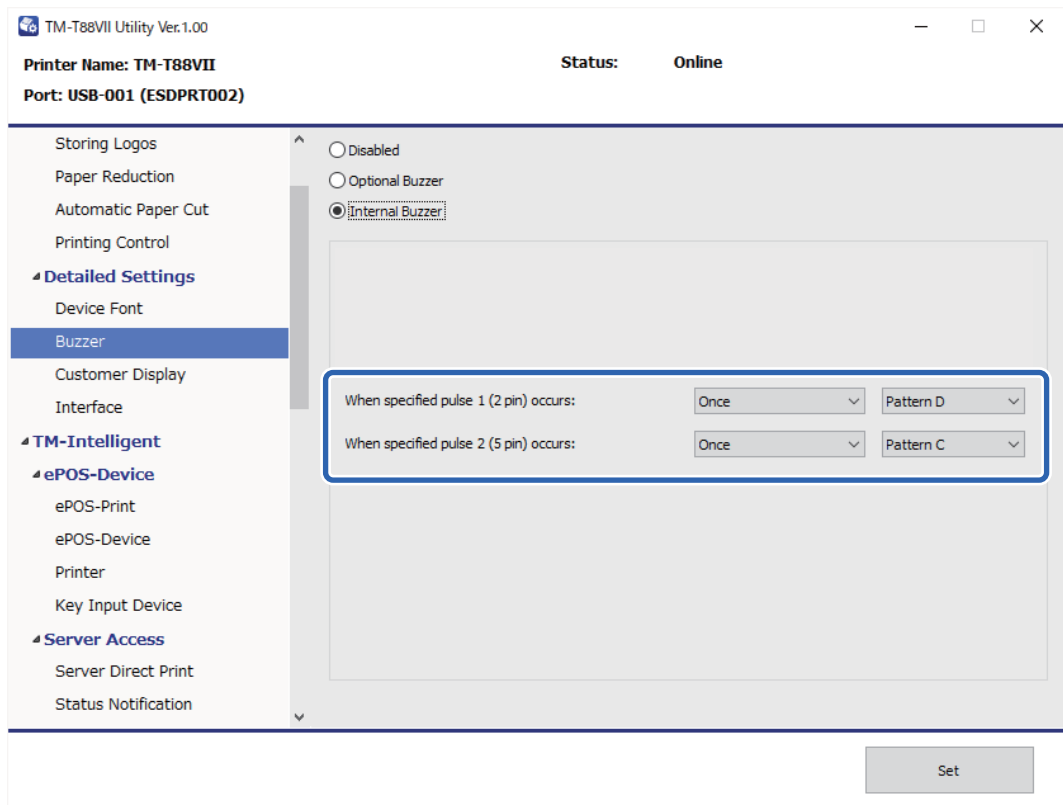 TM-T88VII Utility Ver.1.00
Printer Name: TM-T88VII
Status: Online
Port: USB-001 (ESDPRT002)
Storing Logos
Paper Reduction
Automatic Paper Cut
Printing Control
Detailed Settings
Device Font
Buzzer
Customer Display
Interface
TM-Intelligent
ePOS-Device
ePOS-Print
ePOS-Device
Printer
Key Input Device
Server Access
Server Direct Print
Status Notification
Disabled
Optional Buzzer
Internal Buzzer
When specified pulse 1 (2 pin) occurs: Once Pattern D
When specified pulse 2 (5 pin) occurs: Once Pattern C
Set